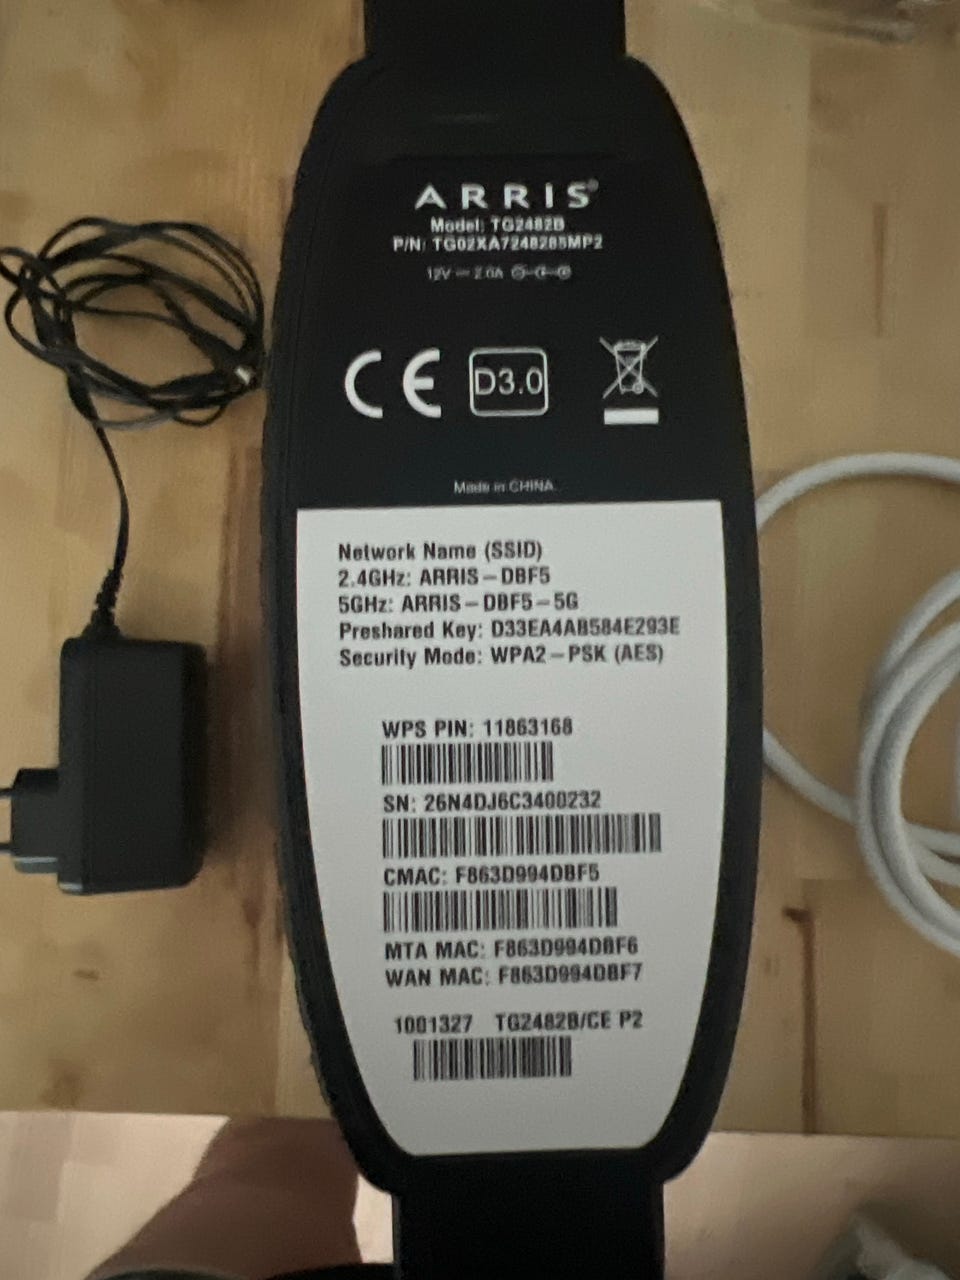 ARRIS®
Model: TG2482B
P/N: TG02XA7248285MP2
12V 2.0A
CE D3.0
Made in CHINA.
Network Name (SSID)
2.4GHz: ARRIS-DBF5
5GHz: ARRIS-DBF5-5G
Preshared Key: D33EA4AB584E293E
Security Mode: WPA2-PSK (AES)
WPS PIN: 11863168
SN: 26N4DJ6C3400232
CMAC: F863D994DBF5
MTA MAC: F863D994DBF6
WAN MAC: F863D994DBF7
1001327 TG2482B/CE P2